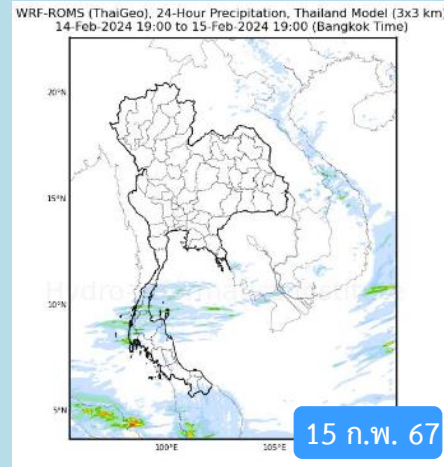 WRF-ROMS (ThaiGeo), 24-Hour Precipitation, Thailand Model (3x3 km)
14-Feb-2024 19:00 to 15-Feb-2024 19:00 (Bangkok Time)
20°N
15°N
10°N
5°N
100°E
105°E
15 ก.พ. 67